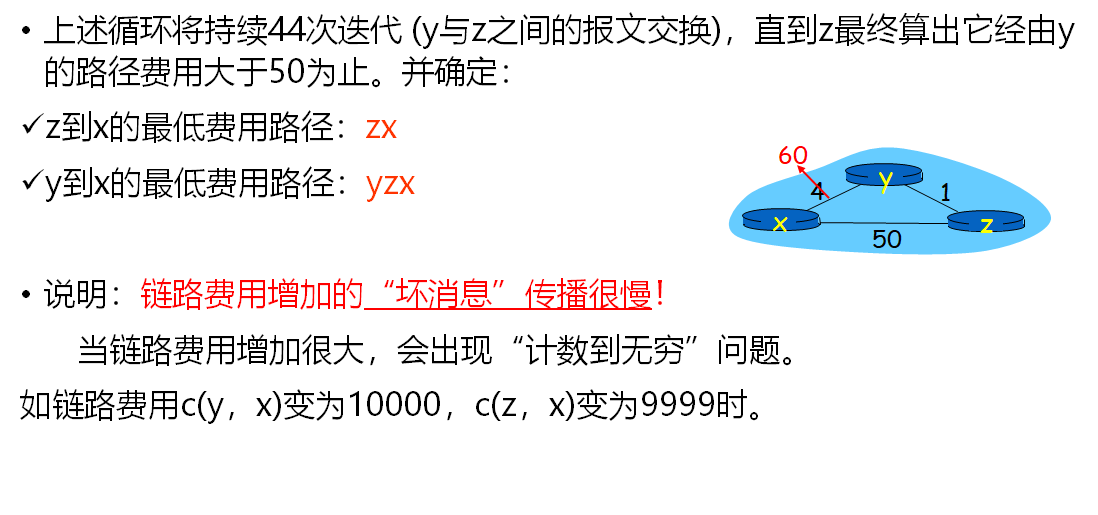 • 上述循环将持续44次迭代 (y与z之间的报文交换)，直到z最终算出它经由y
的路径费用大于50为止。并确定：
✓z到x的最低费用路径：zx
✓y到x的最低费用路径：yzx
60
4
y
1
x
z
50
• 说明：链路费用增加的“坏消息”传播很慢！
当链路费用增加很大，会出现“计数到无穷”问题。
如链路费用c(y，x)变为10000，c(z，x)变为9999时。